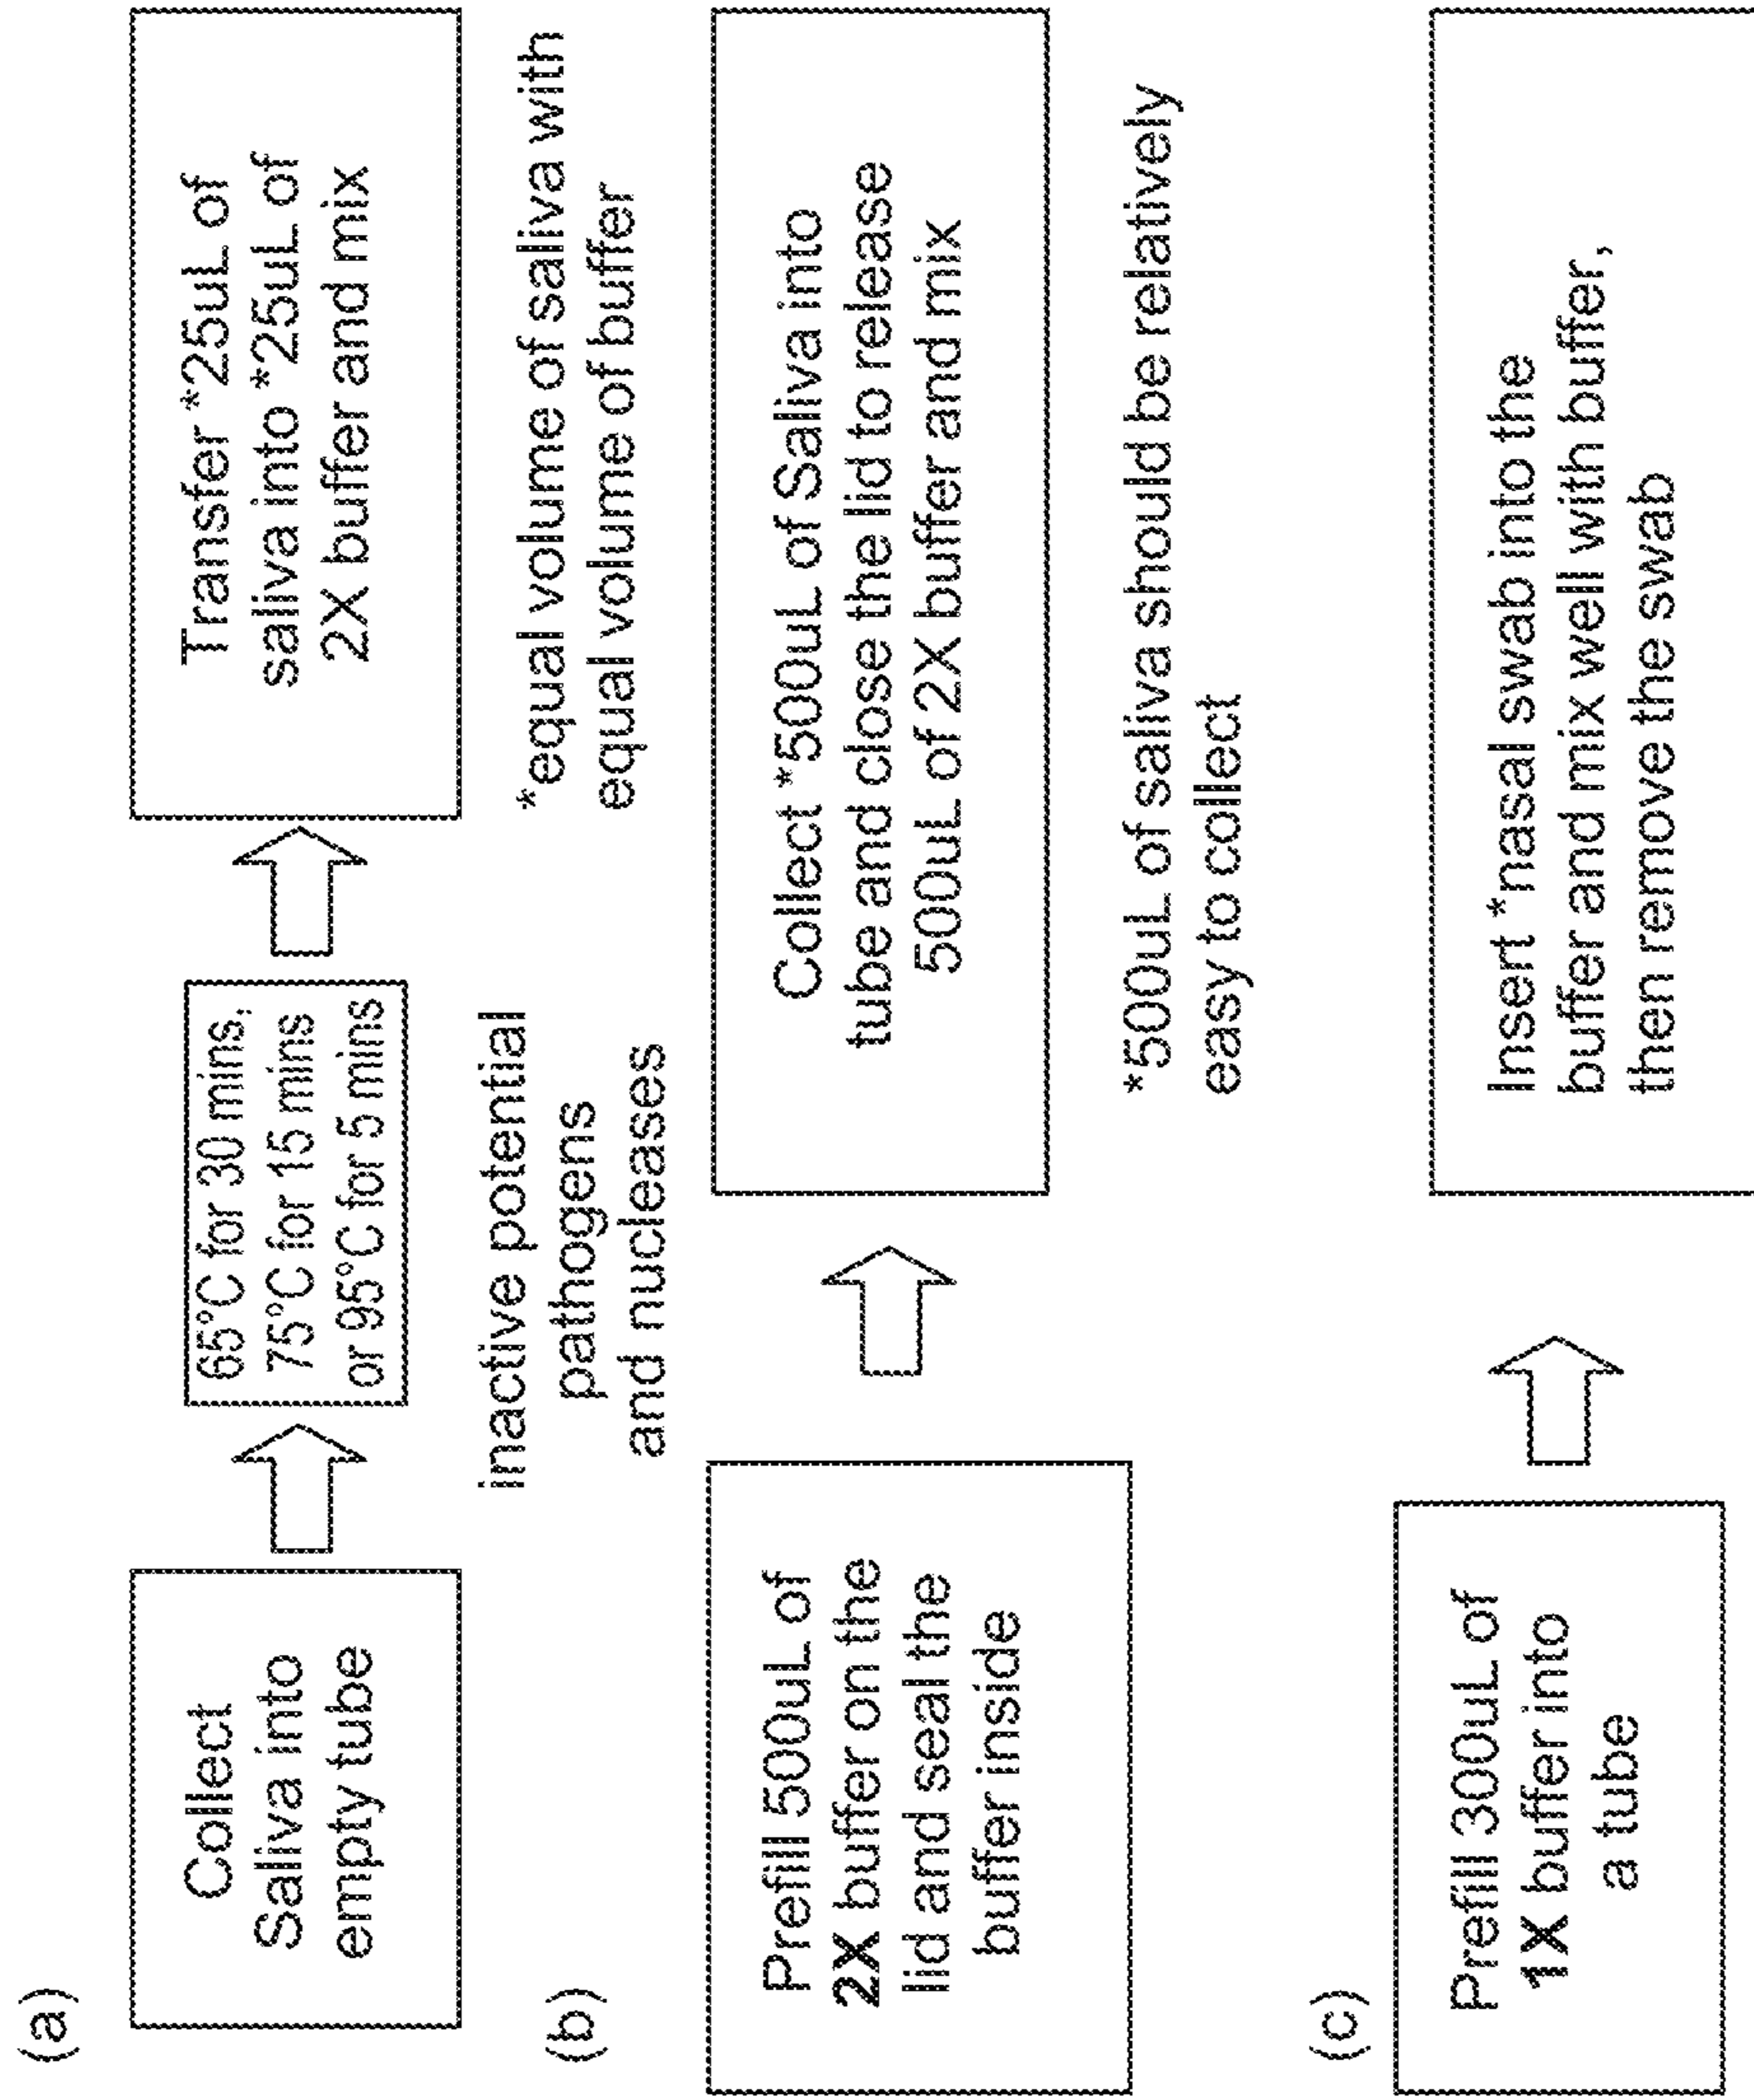 (a)
Collect
Saliva into
empty tube
65°C for 30 mins,
75°C for 15 mins
or 95°C for 5 mins
inactive potential
pathogens
and nucleases
Transfer *25uL of
saliva into *25uL of
2X buffer and mix
*equal volume of saliva with
equal volume of buffer
(b)
Prefill 500uL of
2X buffer on the
lid and seal the
buffer inside
Collect *500uL of Saliva into
tube and close the lid to release
500uL of 2X buffer and mix
*500uL of saliva should be relatively
easy to collect
(c)
Prefill 300uL of
1X buffer into
a tube
Insert *nasal swab into the
buffer and mix well with buffer,
then remove the swab